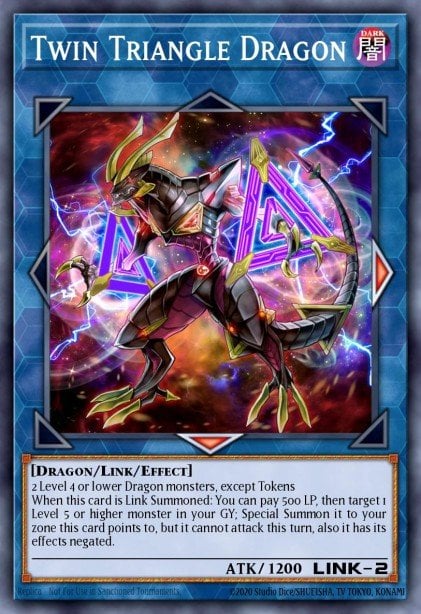 Twin Triangle Dragon
DARK
闇
[Dragon/Link/Effect]
2 Level 4 or lower Dragon monsters, except Tokens
When this card is Link Summoned: You can pay 500 LP, then target 1
Level 5 or higher monster in your GY; Special Summon it to your
zone this card points to, but it cannot attack this turn, also it has its
effects negated.
ATK/1200 LINK-2
Replica - Not For Use in Sanctioned Tornaments. ©2020 Studio Dice/SHUEISHA, TV TOKYO, KONAMI